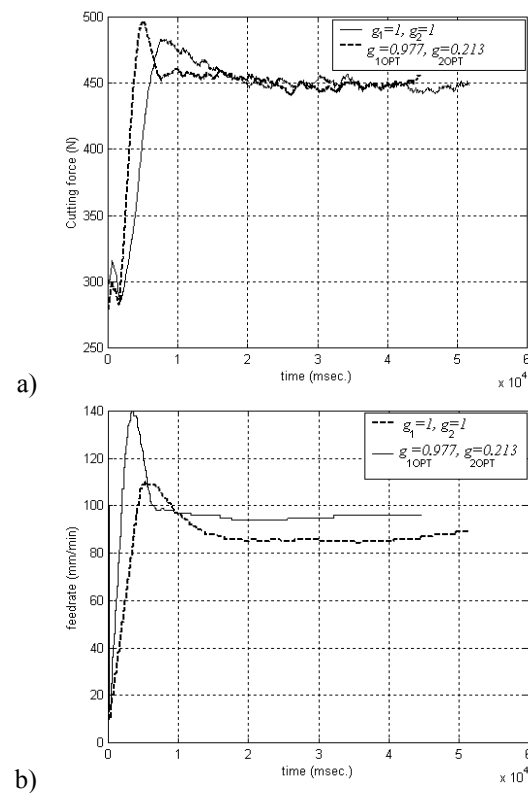 500
450
400
350
300
250
Cutting force (N)
g1=1, g2=1
g1OPT=0.977, g2OPT=0.213
0 1 2 3 4 5 6
time (msec.)
x 10^4
a)
140
120
100
80
60
40
20
0
feedrate (mm/min)
g1=1, g2=1
g1OPT=0.977, g2OPT=0.213
0 1 2 3 4 5 6
time (msec.)
x 10^4
b)